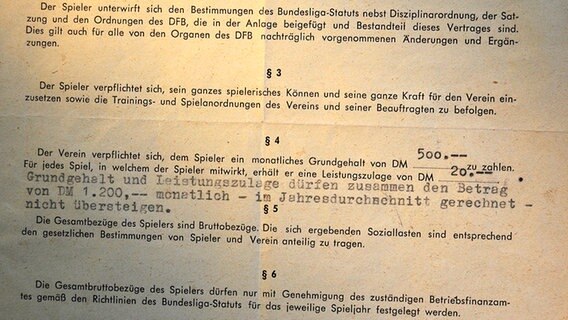 Der Spieler unterwirft sich den Bestimmungen des Bundesliga-Statuts nebst Disziplinarordnung, der Sat-
zung und den Ordnungen des DFB, die in der Anlage beigefügt und Bestandteil dieses Vertrages sind.
Dies gilt auch für alle von den Organen des DFB nachträglich vorgenommenen Änderungen und Ergän-
zungen.
§ 3
Der Spieler verpflichtet sich, sein ganzes spielerisches Können und seine ganze Kraft für den Verein ein-
zusetzen sowie die Trainings- und Spielanordnungen des Vereins und seiner Beauftragten zu befolgen.
§ 4
Der Verein verpflichtet sich, dem Spieler ein monatliches Grundgehalt von DM 500.-- zu zahlen.
Für jedes Spiel, in welchem der Spieler mitwirkt, erhält er eine Leistungszulage von DM 20.--
Grundgehalt und Leistungszulage dürfen zusammen den Betrag
von DM 1.200,-- monatlich - im Jahresdurchschnitt gerechnet -
nicht übersteigen.
§ 5
Die Gesamtbezüge des Spielers sind Bruttobezüge. Die sich ergebenden Soziallasten sind entsprechend
den gesetzlichen Bestimmungen von Spieler und Verein anteilig zu tragen.
§ 6
Die Gesamtbruttobezüge des Spielers dürfen nur mit Genehmigung des zuständigen Betriebsfinanzam-
tes gemäß den Richtlinien des Bundesliga-Statuts für das jeweilige Spieljahr festgelegt werden.